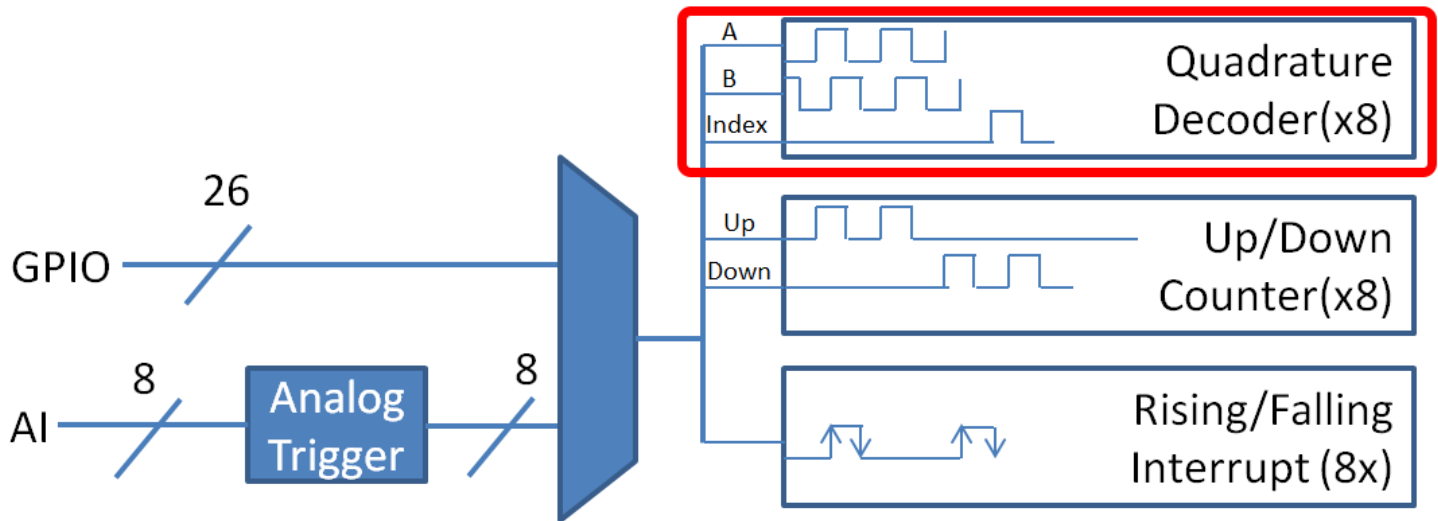 A
B
Index
Quadrature
Decoder(x8)
26
GPIO
Up
Down
Up/Down
Counter(x8)
8
AI
Analog
Trigger
8
Rising/Falling
Interrupt (8x)